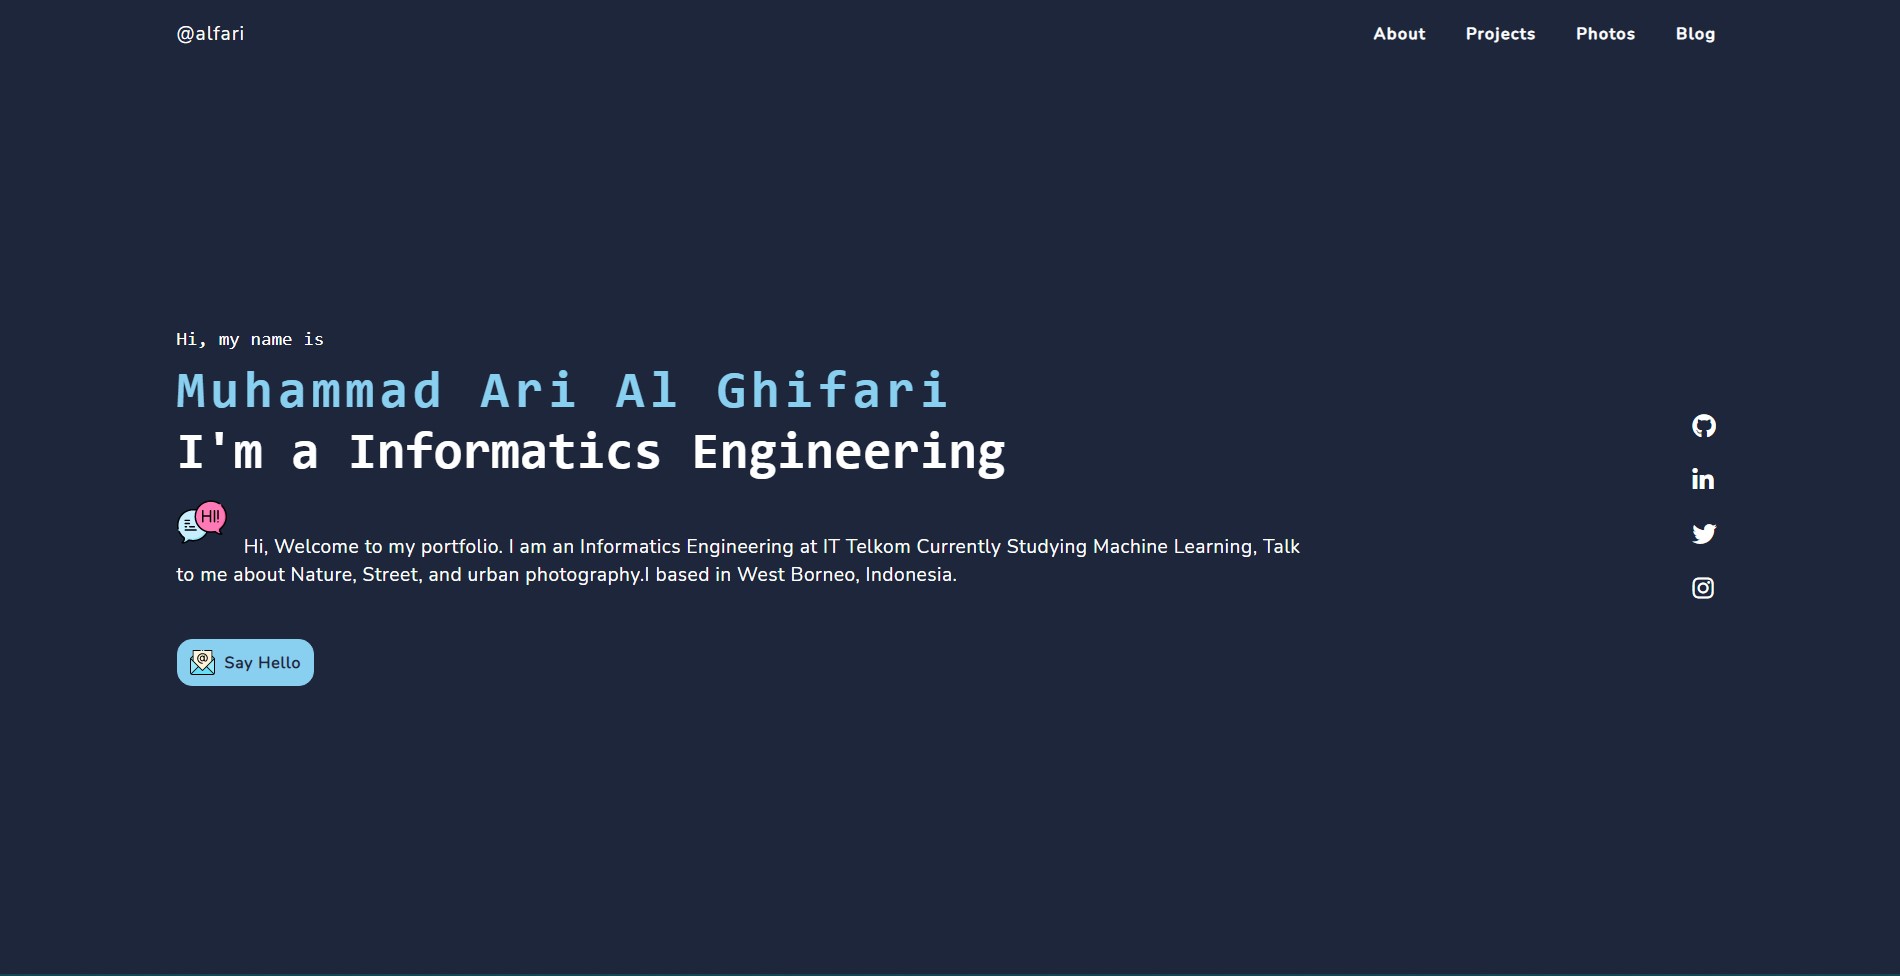 @alfari
About Projects Photos Blog
Hi, my name is
Muhammad Ari Al Ghifari
I'm a Informatics Engineering
HI!
Hi, Welcome to my portfolio. I am an Informatics Engineering at IT Telkom Currently Studying Machine Learning, Talk
to me about Nature, Street, and urban photography.I based in West Borneo, Indonesia.
in
@ Say Hello